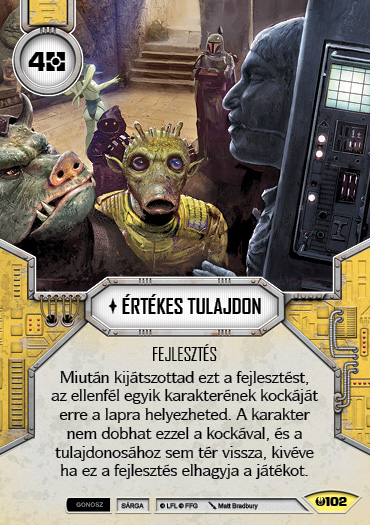 4
ÉRTÉKES TULAJDON
FEJLESZTÉS
Miután kijátszottad ezt a fejlesztést,
az ellenfél egyik karakterének kockáját
erre a lapra helyezheted. A karakter
nem dobhat ezzel a kockával, és a
tulajdonosához sem tér vissza, kivéve
ha ez a fejlesztés elhagyja a játékot.
GONOSZ SÁRGA © LFL © FFG Matt Bradbury 102